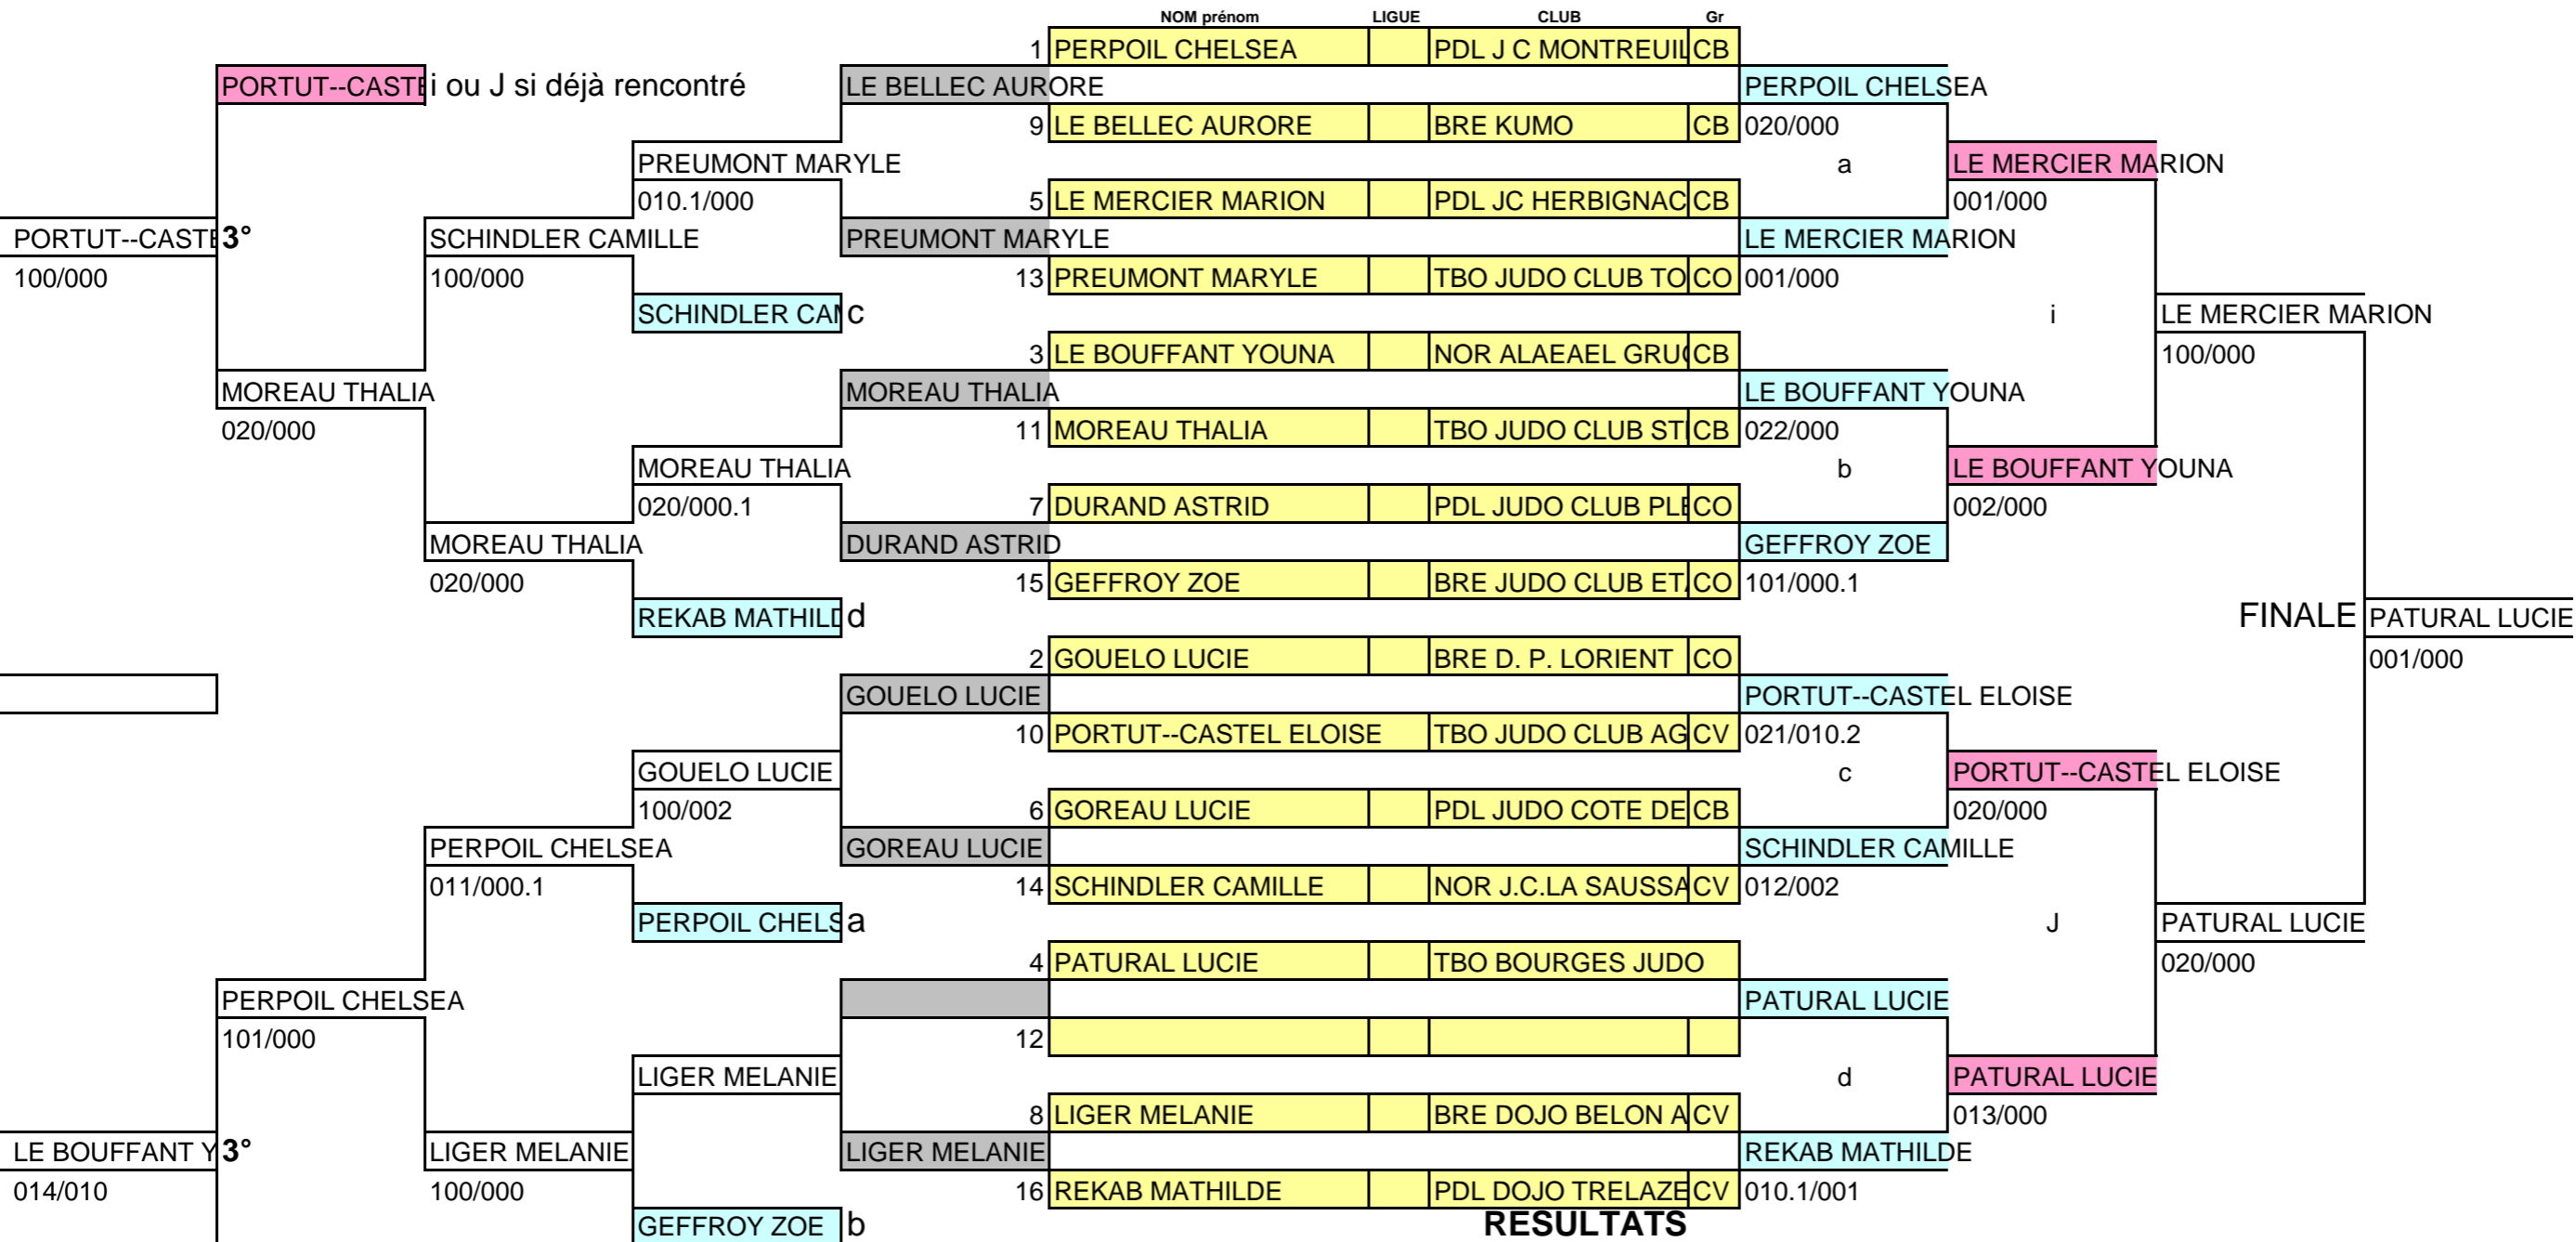 NOM prénom LIGUE CLUB Gr
1 PERPOIL CHELSEA PDL J C MONTREUIL CB
PORTUT--CASTE i ou J si déjà rencontré LE BELLEC AURORE PERPOIL CHELSEA
9 LE BELLEC AURORE BRE KUMO CB 020/000
PREUMONT MARYLE a LE MERCIER MARION
010.1/000 5 LE MERCIER MARION PDL JC HERBIGNAC CB 001/000
PORTUT--CASTE 3° SCHINDLER CAMILLE PREUMONT MARYLE LE MERCIER MARION
100/000 100/000 13 PREUMONT MARYLE TBO JUDO CLUB TO CO 001/000
SCHINDLER CAM c i LE MERCIER MARION
3 LE BOUFFANT YOUNA NOR ALAEAEL GRUC CB 100/000
MOREAU THALIA MOREAU THALIA LE BOUFFANT YOUNA
020/000 11 MOREAU THALIA TBO JUDO CLUB ST CB 022/000
MOREAU THALIA b LE BOUFFANT YOUNA
020/000.1 7 DURAND ASTRID PDL JUDO CLUB PLE CO 002/000
MOREAU THALIA DURAND ASTRID GEFFROY ZOE
020/000 15 GEFFROY ZOE BRE JUDO CLUB ET CO 101/000.1
REKAB MATHILD d FINALE PATURAL LUCIE
2 GOUELO LUCIE BRE D. P. LORIENT CO 001/000
GOUELO LUCIE PORTUT--CASTEL ELOISE
10 PORTUT--CASTEL ELOISE TBO JUDO CLUB AG CV 021/010.2
GOUELO LUCIE c PORTUT--CASTEL ELOISE
100/002 6 GOREAU LUCIE PDL JUDO COTE DE CB 020/000
PERPOIL CHELSEA GOREAU LUCIE SCHINDLER CAMILLE
011/000.1 14 SCHINDLER CAMILLE NOR J.C.LA SAUSSA CV 012/002
PERPOIL CHELS a J PATURAL LUCIE
4 PATURAL LUCIE TBO BOURGES JUDO 020/000
PERPOIL CHELSEA PATURAL LUCIE
101/000 12
LIGER MELANIE d PATURAL LUCIE
8 LIGER MELANIE BRE DOJO BELON A CV 013/000
LE BOUFFANT Y 3° LIGER MELANIE LIGER MELANIE REKAB MATHILDE
014/010 100/000 16 REKAB MATHILDE PDL DOJO TRELAZE CV 010.1/001
GEFFROY ZOE b RESULTATS